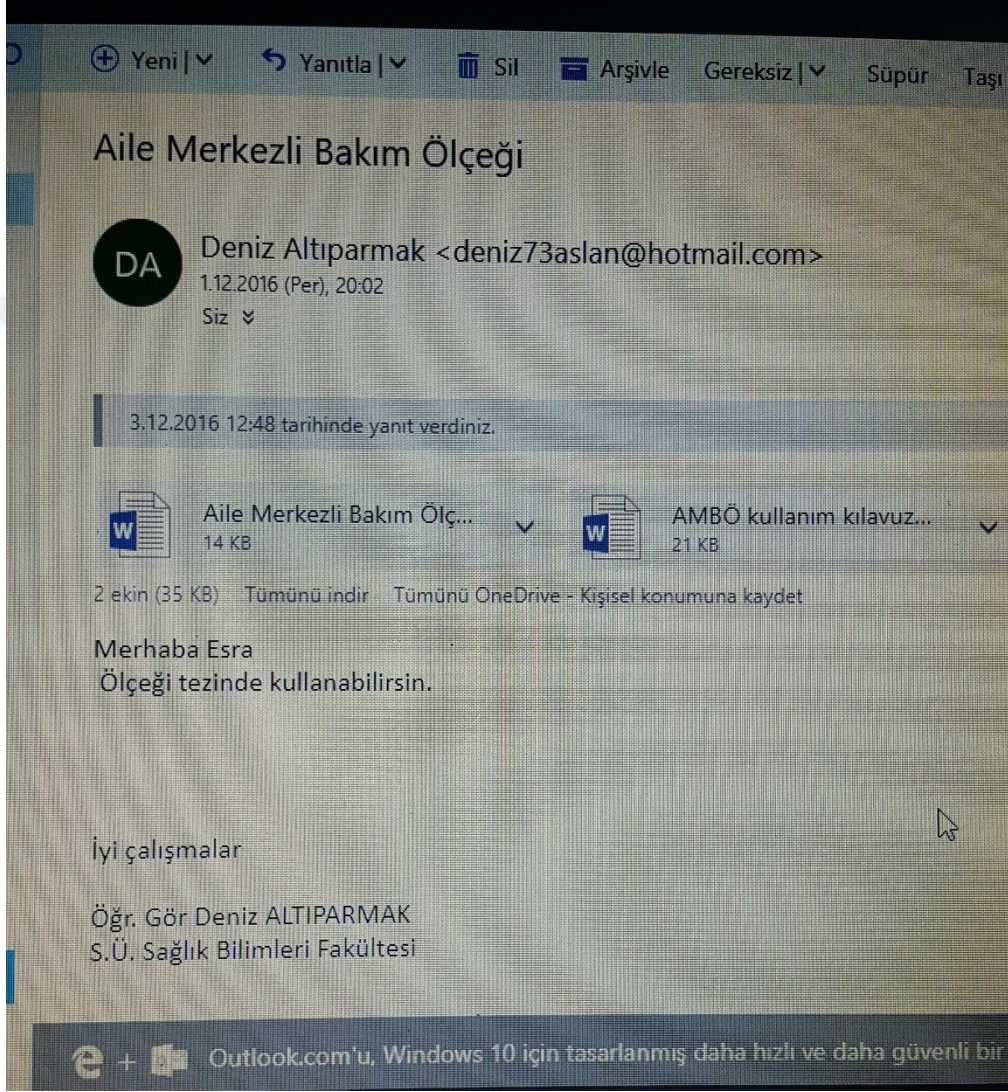 Yeni | Yanıtla | Sil Arşivle Gereksiz | Süpür Taşı
Aile Merkezli Bakım Ölçeği
DA
Deniz Altıparmak <deniz73aslan@hotmail.com>
1.12.2016 (Per), 20:02
Siz
3.12.2016 12:48 tarihinde yanıt verdiniz.
Aile Merkezli Bakım Ölç...
14 KB
AMBÖ kullanım kılavuz...
21 KB
2 ekin (35 KB) Tümünü indir Tümünü OneDrive - Kişisel konumuna kaydet
Merhaba Esra
Ölçeği tezinde kullanabilirsin.
İyi çalışmalar
Öğr. Gör Deniz ALTIPARMAK
S.Ü. Sağlık Bilimleri Fakültesi
Outlook.com'u, Windows 10 için tasarlanmış daha hızlı ve daha güvenli bir